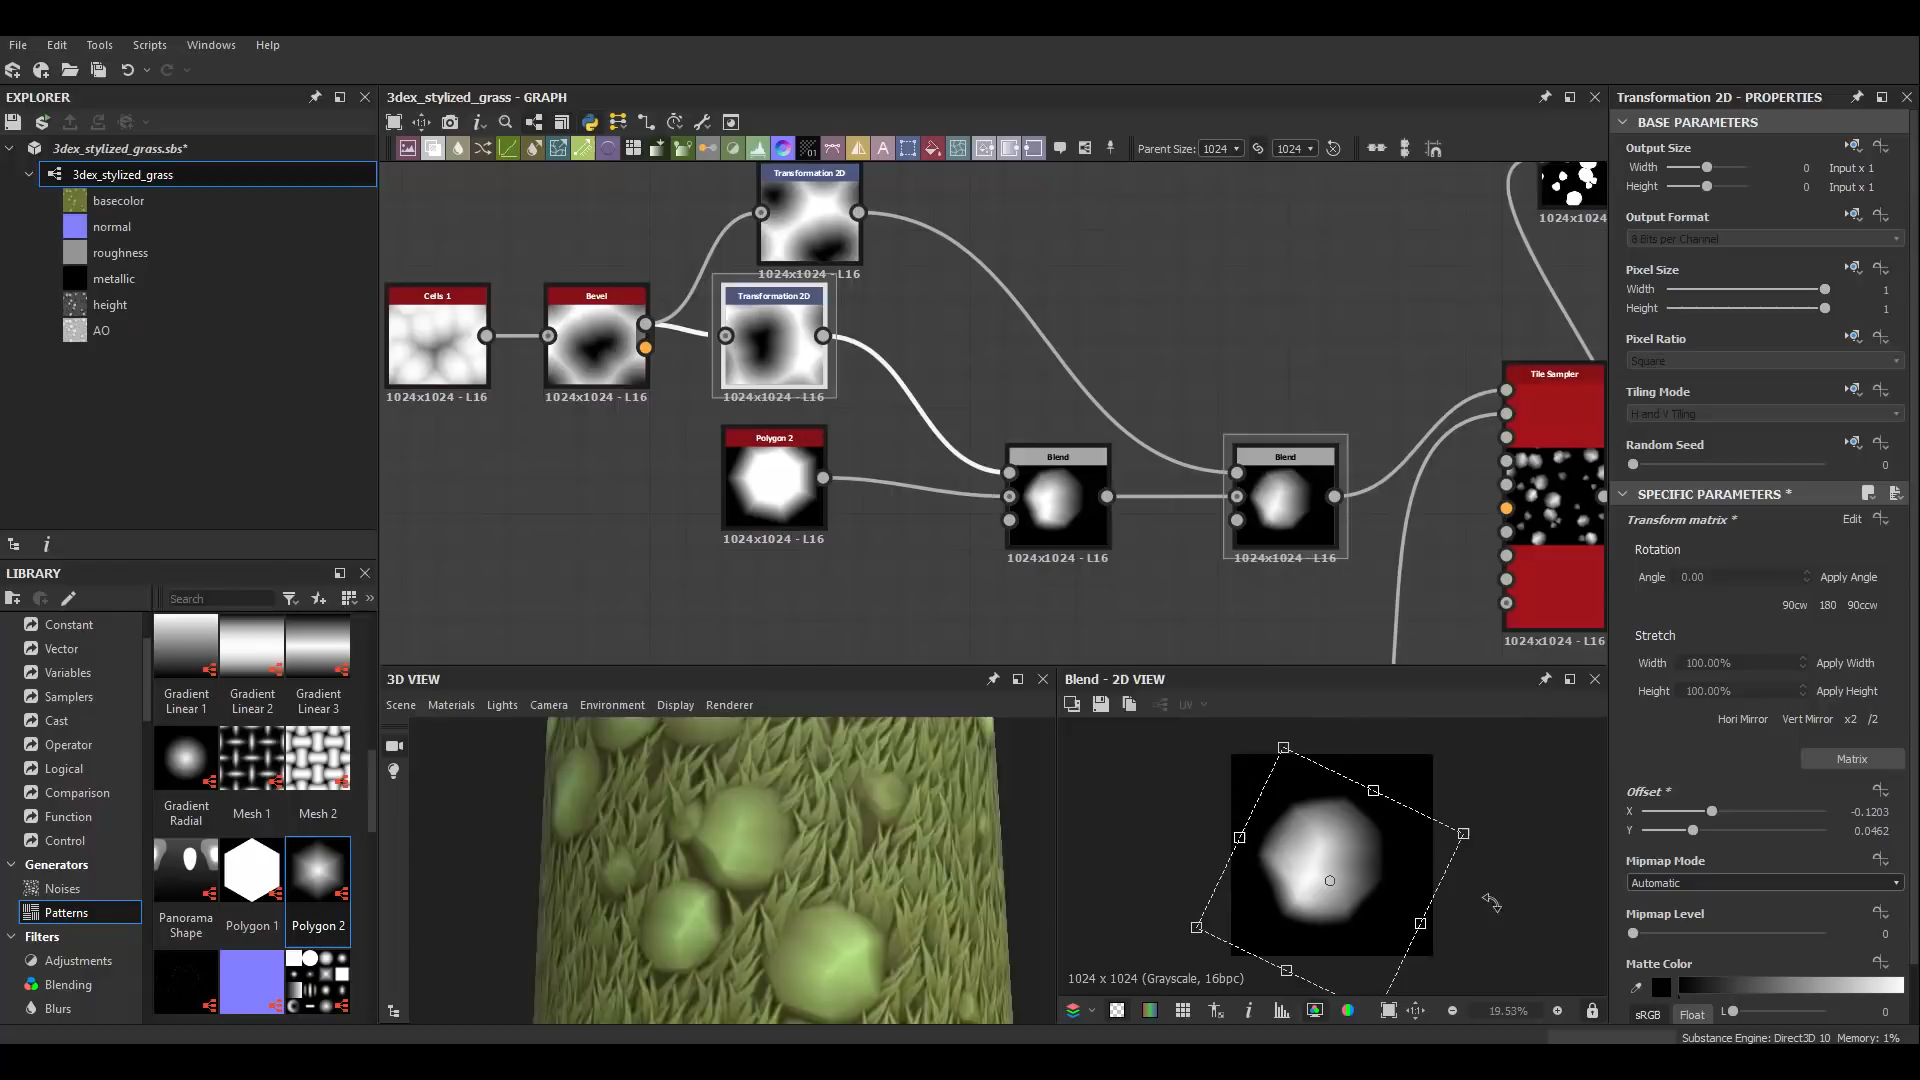 File Edit Tools Scripts Windows Help
EXPLORER
3dex_stylized_grass.sbs*
3dex_stylized_grass
basecolor
normal
roughness
metallic
height
AO
LIBRARY
Search
Constant
Vector
Variables
Samplers
Cast
Operator
Logical
Comparison
Function
Control
Generators
Noises
Patterns
Filters
Adjustments
Blending
Blurs
Gradient Linear 1
Gradient Linear 2
Gradient Linear 3
Gradient Radial
Mesh 1
Mesh 2
Panorama Shape
Polygon 1
Polygon 2
3dex_stylized_grass - GRAPH
Parent Size: 1024 1024
Transformation 2D
1024x1024 - L16
Cells 1
1024x1024 - L16
Bevel
1024x1024 - L16
Transformation 2D
1024x1024 - L16
Polygon 2
1024x1024 - L16
Blend
1024x1024 - L16
Blend
1024x1024 - L16
1024x1024
Tile Sampler
1024x1024 - L16
3D VIEW
Scene Materials Lights Camera Environment Display Renderer
Blend - 2D VIEW
UV
1024 x 1024 (Grayscale, 16bpc)
19.53%
Transformation 2D - PROPERTIES
BASE PARAMETERS
Output Size
Width 0 Input x 1
Height 0 Input x 1
Output Format
8 Bits per Channel
Pixel Size
Width 1
Height 1
Pixel Ratio
Square
Tiling Mode
H and V Tiling
Random Seed
0
SPECIFIC PARAMETERS *
Transform matrix * Edit
Rotation
Angle 0.00 Apply Angle
90cw 180 90ccw
Stretch
Width 100.00% Apply Width
Height 100.00% Apply Height
Hori Mirror Vert Mirror x2 /2
Matrix
Offset *
X -0.1203
Y 0.0462
Mipmap Mode
Automatic
Mipmap Level
0
Matte Color
sRGB Float L 0
Substance Engine: Direct3D 10 Memory: 1%